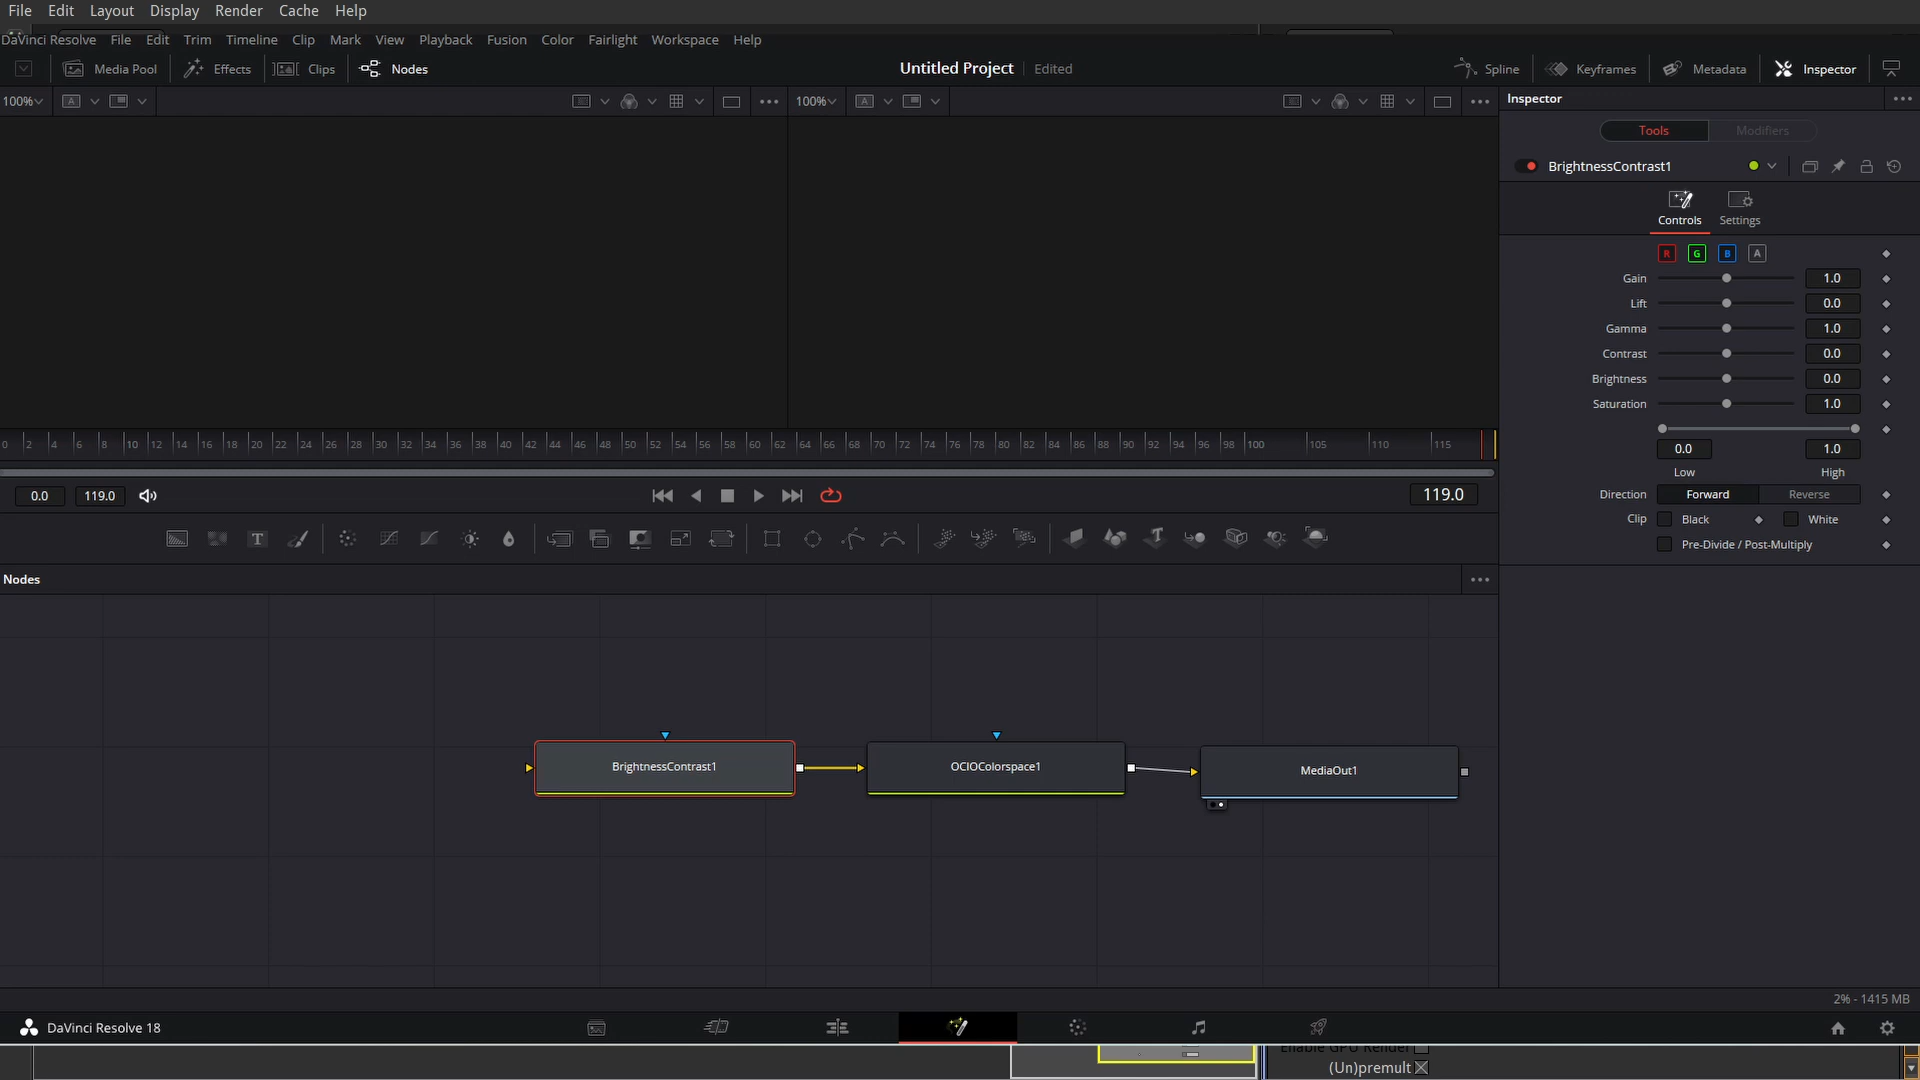 File Edit Layout Display Render Cache Help
DaVinci Resolve File Edit Trim Timeline Clip Mark View Playback Fusion Color Fairlight Workspace Help
Media Pool Effects Clips Nodes Untitled Project Edited Spline Keyframes Metadata Inspector
100% A 100% A Inspector
Tools Modifiers
BrightnessContrast1
Controls Settings
R G B A
Gain 1.0
Lift 0.0
Gamma 1.0
Contrast 0.0
Brightness 0.0
Saturation 1.0
0 2 4 6 8 10 12 14 16 18 20 22 24 26 28 30 32 34 36 38 40 42 44 46 48 50 52 54 56 58 60 62 64 66 68 70 72 74 76 78 80 82 84 86 88 90 92 94 96 98 100 105 110 115
0.0 1.0
Low High
0.0 119.0 119.0
Direction Forward Reverse
Clip Black White
T T
Pre-Divide / Post-Multiply
Nodes
BrightnessContrast1 OCIOColorspace1 MediaOut1
2% - 1415 MB
DaVinci Resolve 18
Enable GPU Render
(Un)premult